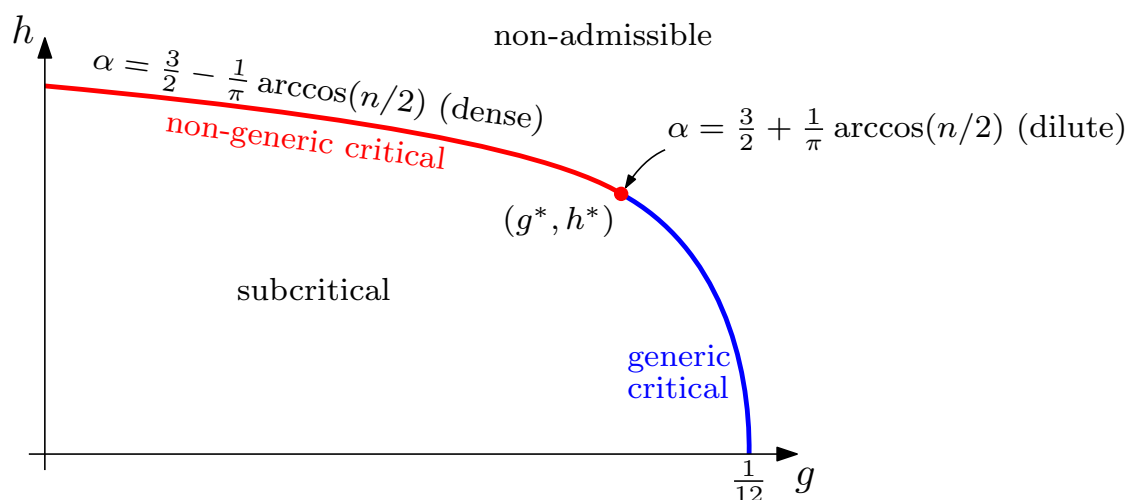 h
non-admissible
α = 3/2 − 1/π arccos(n/2) (dense)
non-generic critical
α = 3/2 + 1/π arccos(n/2) (dilute)
(g*, h*)
subcritical
generic
critical
1/12
g